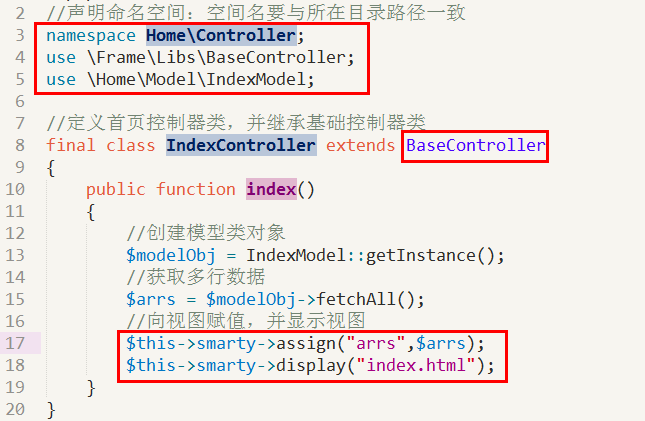 2 //声明命名空间：空间名要与所在目录路径一致
3 namespace Home\Controller;
4 use \Frame\Libs\BaseController;
5 use \Home\Model\IndexModel;
6
7 //定义首页控制器类，并继承基础控制器类
8 final class IndexController extends BaseController
9 {
10 public function index()
11 {
12 //创建模型类对象
13 $modelObj = IndexModel::getInstance();
14 //获取多行数据
15 $arrs = $modelObj->fetchAll();
16 //向视图赋值，并显示视图
17 $this->smarty->assign("arrs",$arrs);
18 $this->smarty->display("index.html");
19 }
20 }